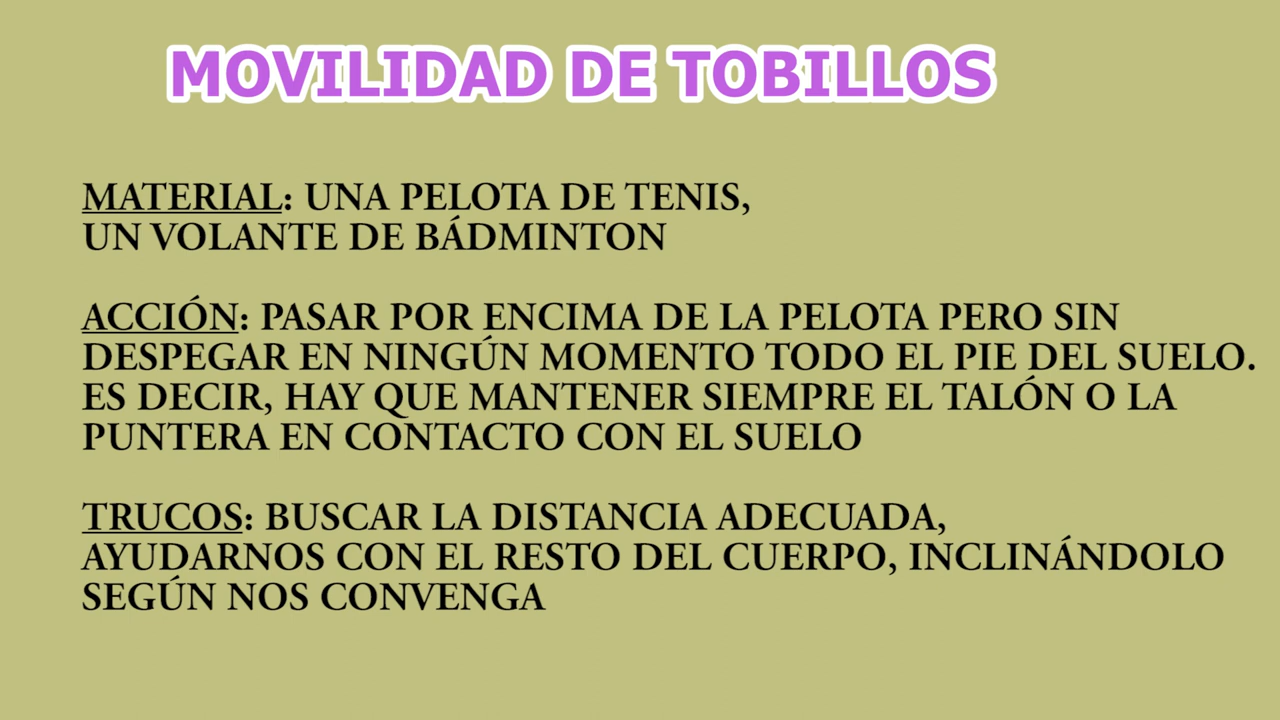 MOVILIDAD DE TOBILLOS
MATERIAL: UNA PELOTA DE TENIS,
UN VOLANTE DE BÁDMINTON
ACCIÓN: PASAR POR ENCIMA DE LA PELOTA PERO SIN
DESPEGAR EN NINGÚN MOMENTO TODO EL PIE DEL SUELO.
ES DECIR, HAY QUE MANTENER SIEMPRE EL TALÓN O LA
PUNTERA EN CONTACTO CON EL SUELO
TRUCOS: BUSCAR LA DISTANCIA ADECUADA,
AYUDARNOS CON EL RESTO DEL CUERPO, INCLINÁNDOLO
SEGÚN NOS CONVENGA